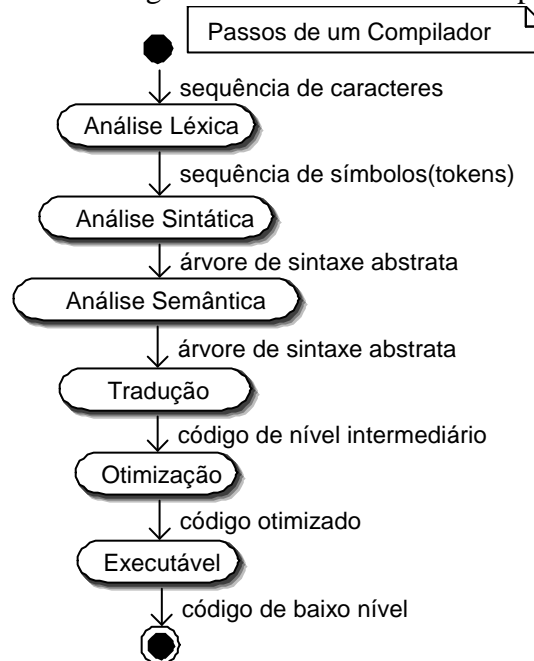 Passos de um Compilador
sequência de caracteres
Análise Léxica
sequência de símbolos(tokens)
Análise Sintática
árvore de sintaxe abstrata
Análise Semântica
árvore de sintaxe abstrata
Tradução
código de nível intermediário
Otimização
código otimizado
Executável
código de baixo nível